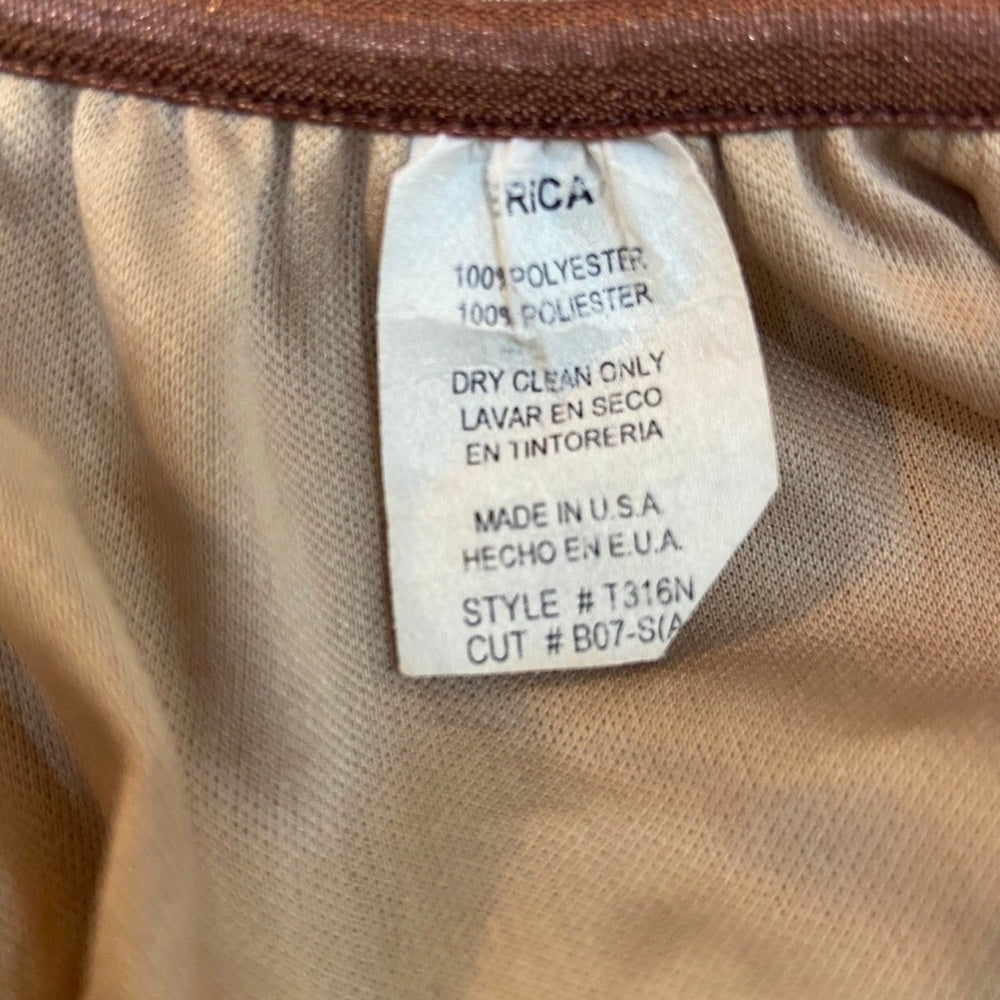 ERICA
100% POLYESTER
100% POLIESTER
DRY CLEAN ONLY
LAVAR EN SECO
EN TINTORERIA
MADE IN U.S.A.
HECHO EN E.U.A.
STYLE # T316N
CUT # B07-S(A